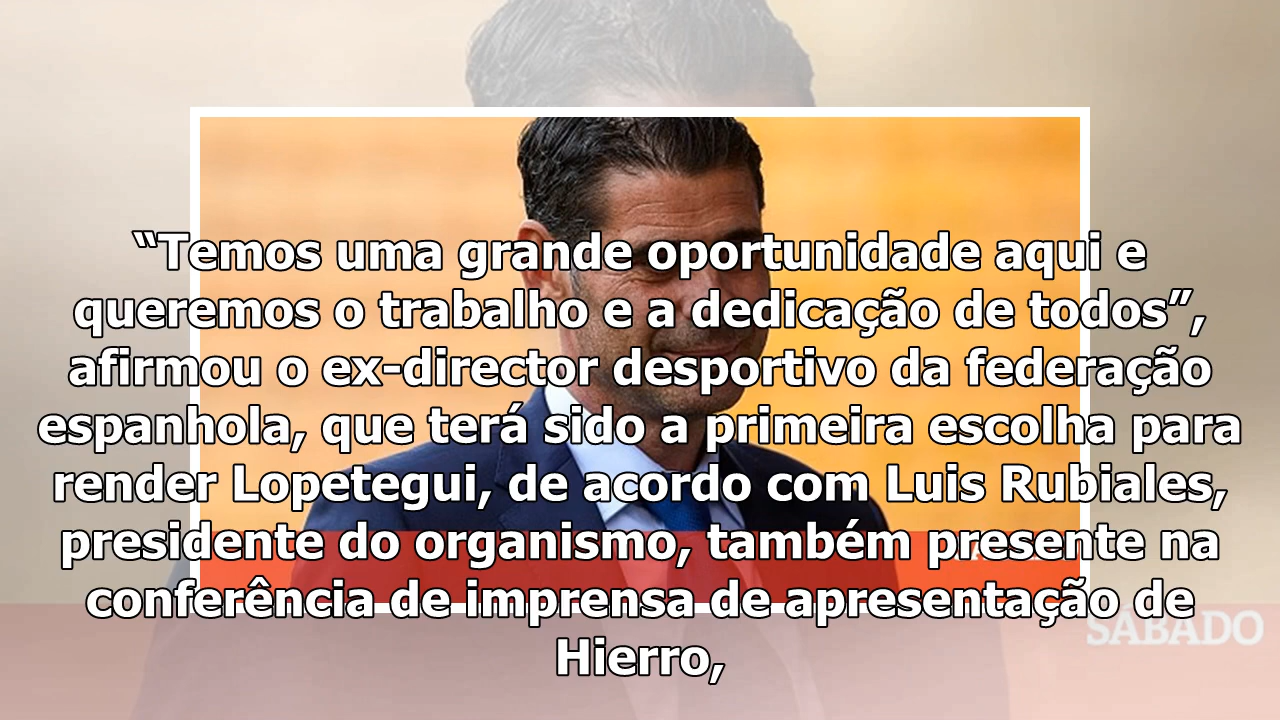 “Temos uma grande oportunidade aqui e
queremos o trabalho e a dedicação de todos”,
afirmou o ex-director desportivo da federação
espanhola, que terá sido a primeira escolha para
render Lopetegui, de acordo com Luis Rubiales,
presidente do organismo, também presente na
conferência de imprensa de apresentação de
Hierro,
SÁBADO